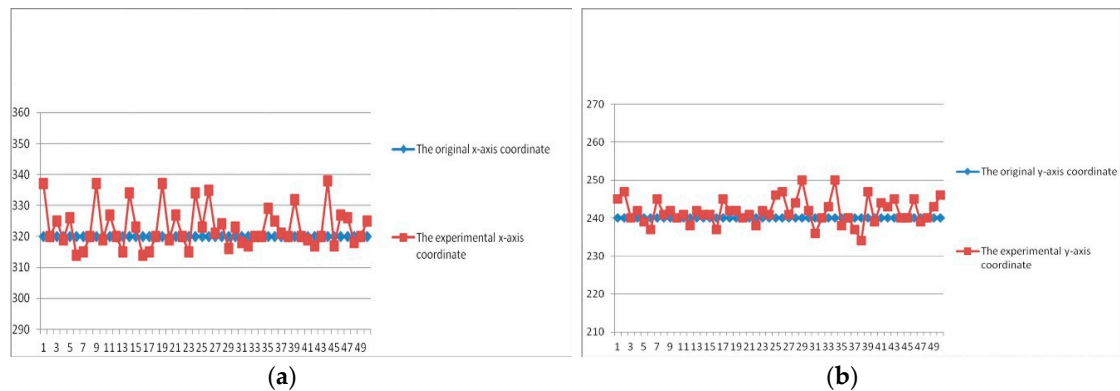 360
350
340
330
320
310
300
290
1 3 5 7 9 11 13 15 17 19 21 23 25 27 29 31 33 35 37 39 41 43 45 47 49
The original x-axis coordinate
The experimental x-axis
coordinate
(a)
270
260
250
240
230
220
210
1 3 5 7 9 11 13 15 17 19 21 23 25 27 29 31 33 35 37 39 41 43 45 47 49
The original y-axis coordinate
The experimental y-axis
coordinate
(b)